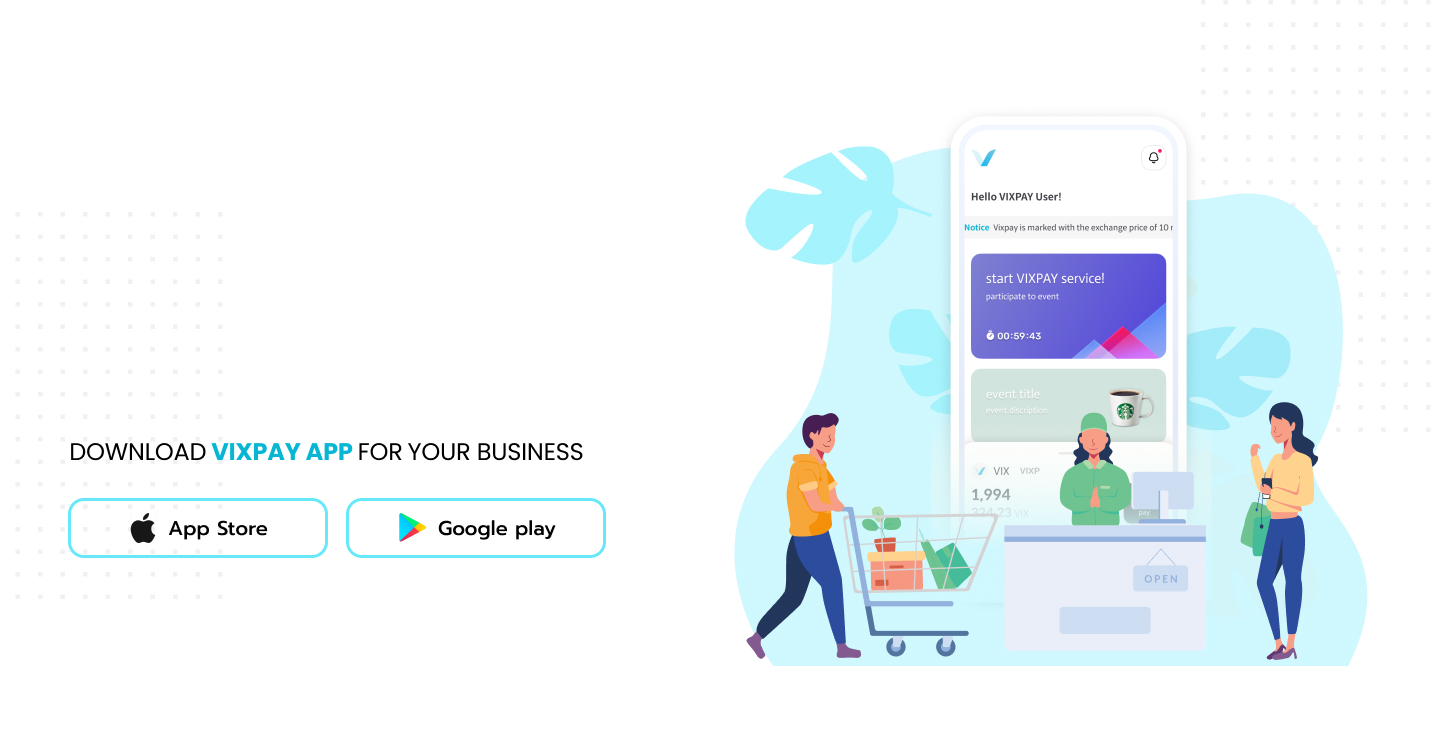 DOWNLOAD VIXPAY APP FOR YOUR BUSINESS
App Store
Google play
Hello VIXPAY User!
Notice Vixpay is marked with the exchange price of 10
start VIXPAY service!
participate to event
00:59:43
event title
event discription
VIX VIXP
1,994
324.23 VIX
pay
OPEN